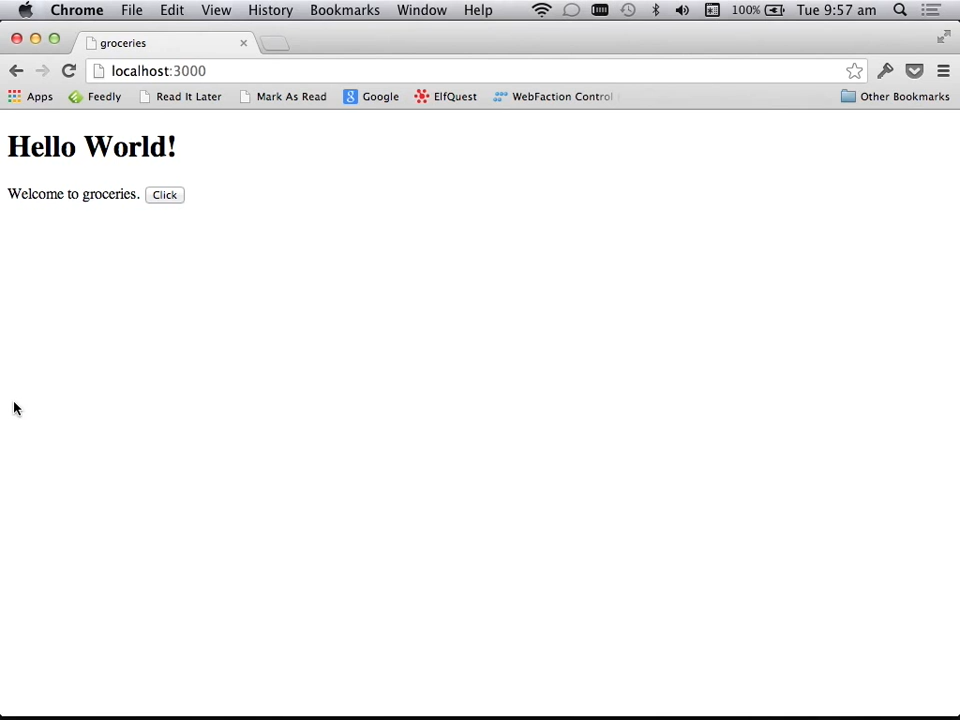 Chrome File Edit View History Bookmarks Window Help 100% Tue 9:57 am
groceries
localhost:3000
Apps Feedly Read It Later Mark As Read Google ElfQuest WebFaction Control Other Bookmarks
Hello World!
Welcome to groceries. Click